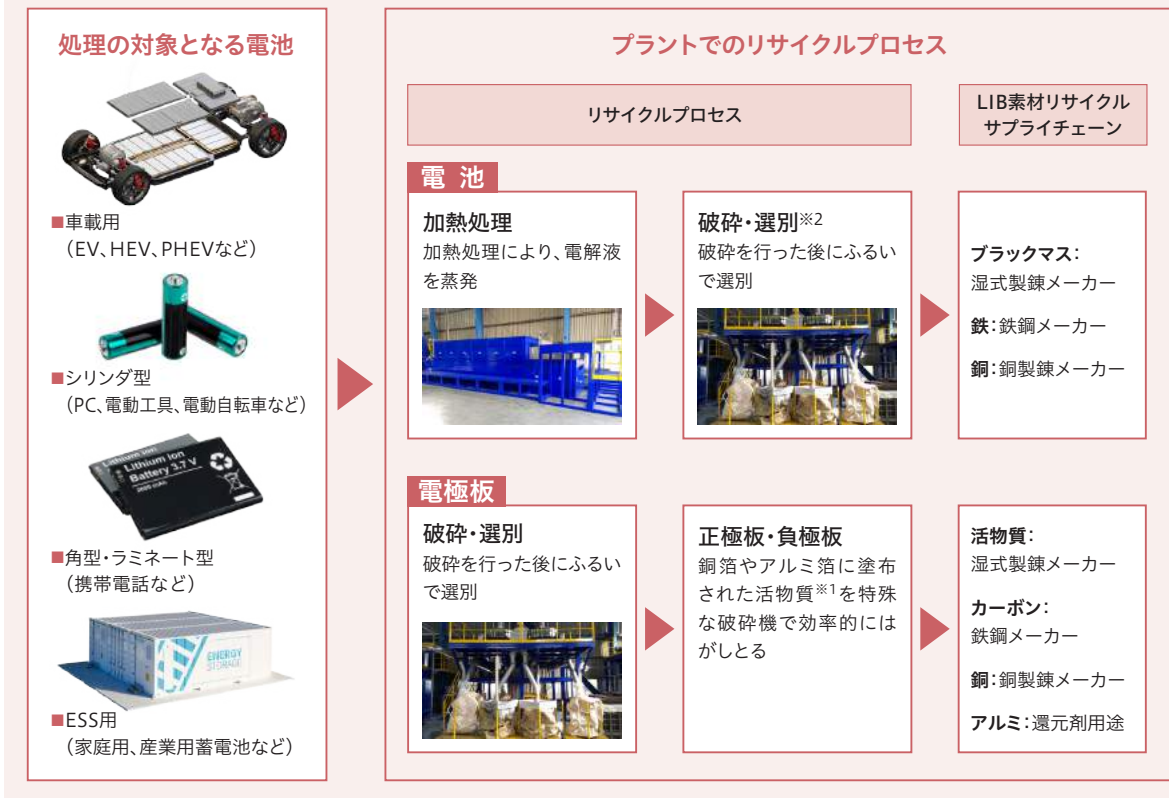 処理の対象となる電池
■車載用
（EV、HEV、PHEVなど）
■シリンダ型
（PC、電動工具、電動自転車など）
Lithium ion
Lithium ion
Battery 3.7 V
■角型・ラミネート型
（携帯電話など）
ENERGY
STORAGE
■ESS用
（家庭用、産業用蓄電池など）
プラントでのリサイクルプロセス
リサイクルプロセス
LIB素材リサイクル
サプライチェーン
電 池
加熱処理
加熱処理により、電解液
を蒸発
破砕・選別※2
破砕を行った後にふるい
で選別
ブラックマス：
湿式製錬メーカー
鉄：鉄鋼メーカー
銅：銅製錬メーカー
電極板
破砕・選別
破砕を行った後にふるい
で選別
正極板・負極板
銅箔やアルミ箔に塗布
された活物質※1を特殊
な破砕機で効率的には
がしとる
活物質：
湿式製錬メーカー
カーボン：
鉄鋼メーカー
銅：銅製錬メーカー
アルミ：還元剤用途